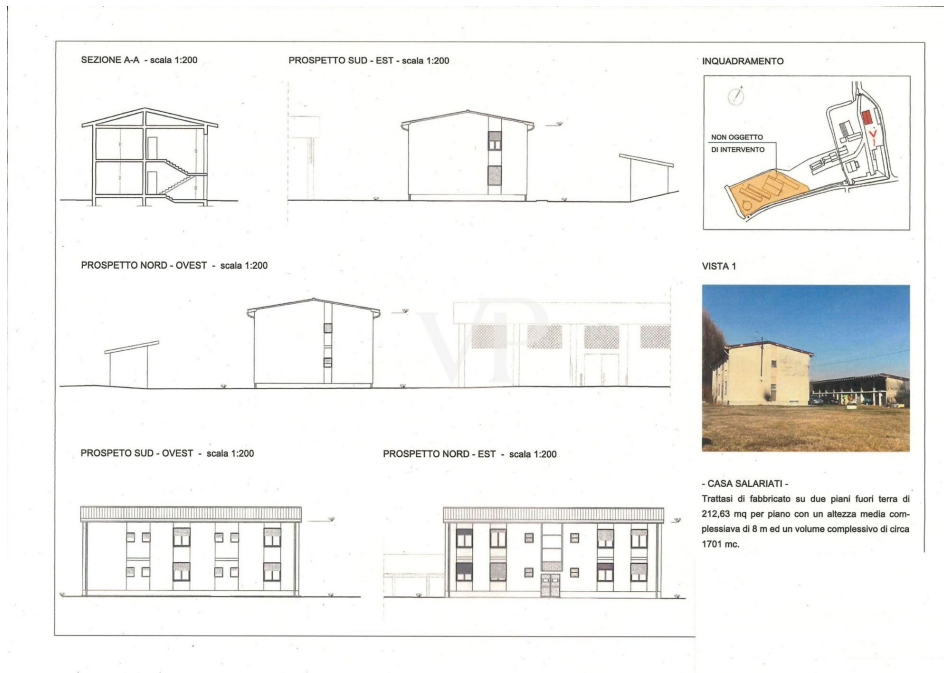 SEZIONE A-A - scala 1:200
PROSPETTO SUD - EST - scala 1:200
INQUADRAMENTO
NON OGGETTO
DI INTERVENTO
V
1
PROSPETTO NORD - OVEST - scala 1:200
VISTA 1
VP
PROSPETO SUD - OVEST - scala 1:200
PROSPETTO NORD - EST - scala 1:200
- CASA SALARIATI -
Trattasi di fabbricato su due piani fuori terra di
212,63 mq per piano con un altezza media com-
plessiava di 8 m ed un volume complessivo di circa
1701 mc.